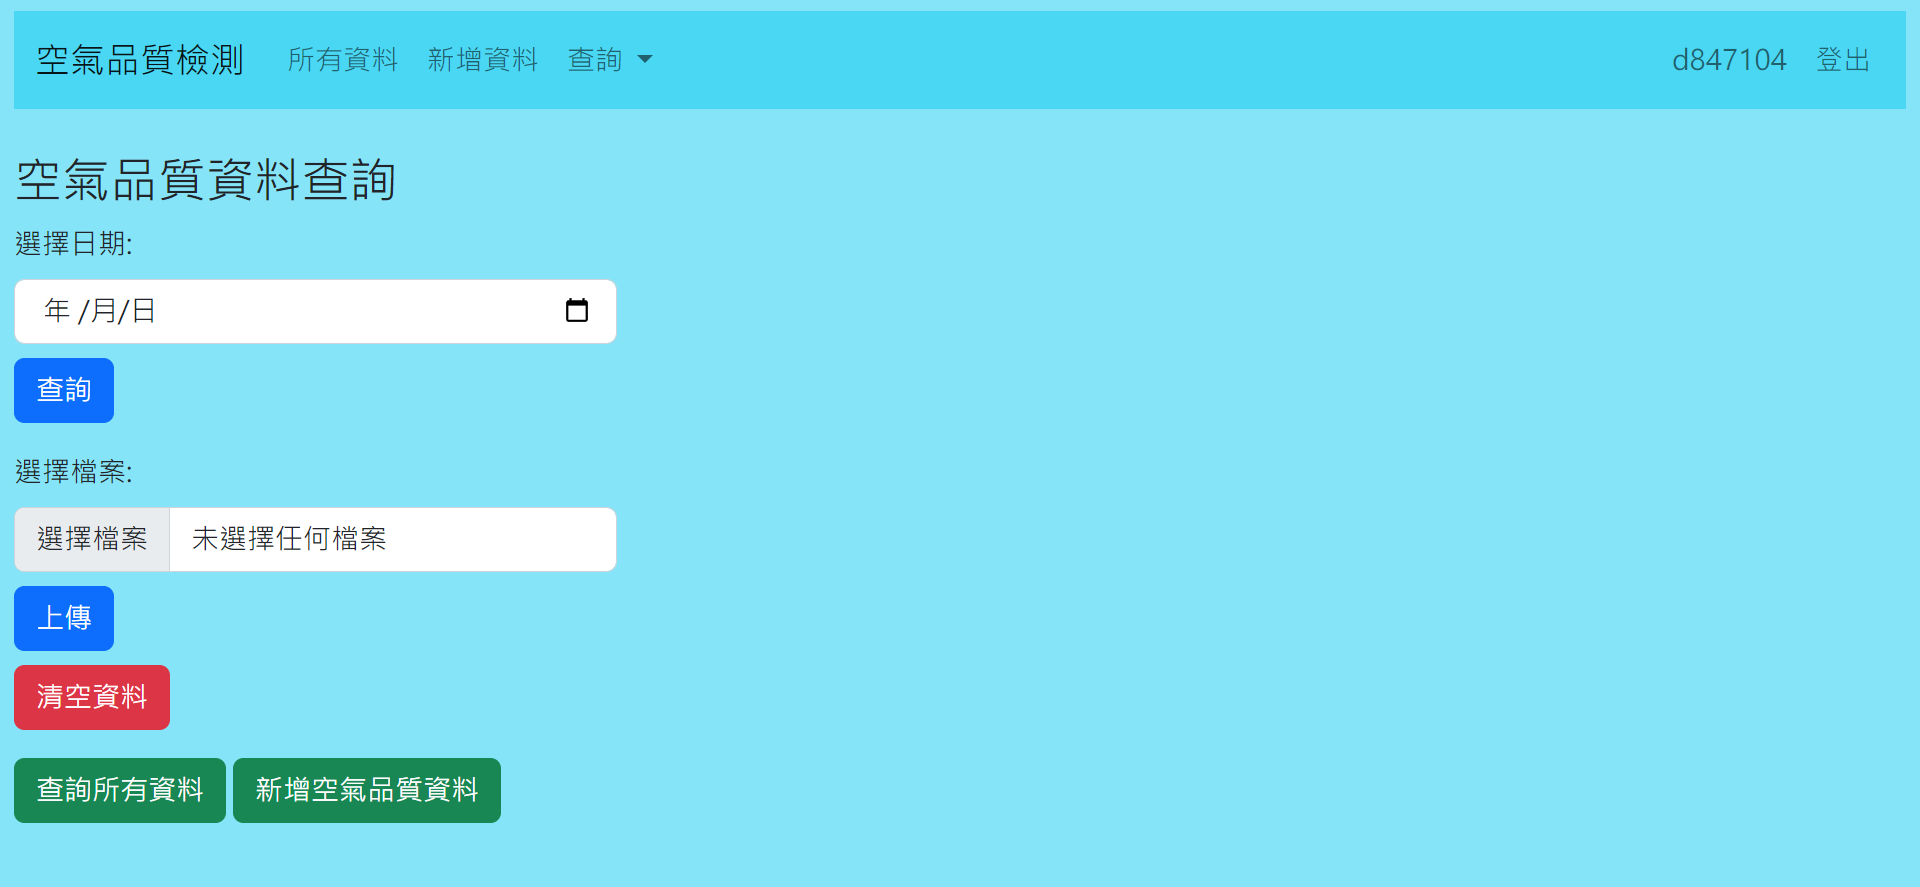 空氣品質檢測 所有資料 新增資料 查詢 d847104 登出
空氣品質資料查詢
選擇日期:
年 /月/日
查詢
選擇檔案:
選擇檔案 未選擇任何檔案
上傳
清空資料
查詢所有資料 新增空氣品質資料